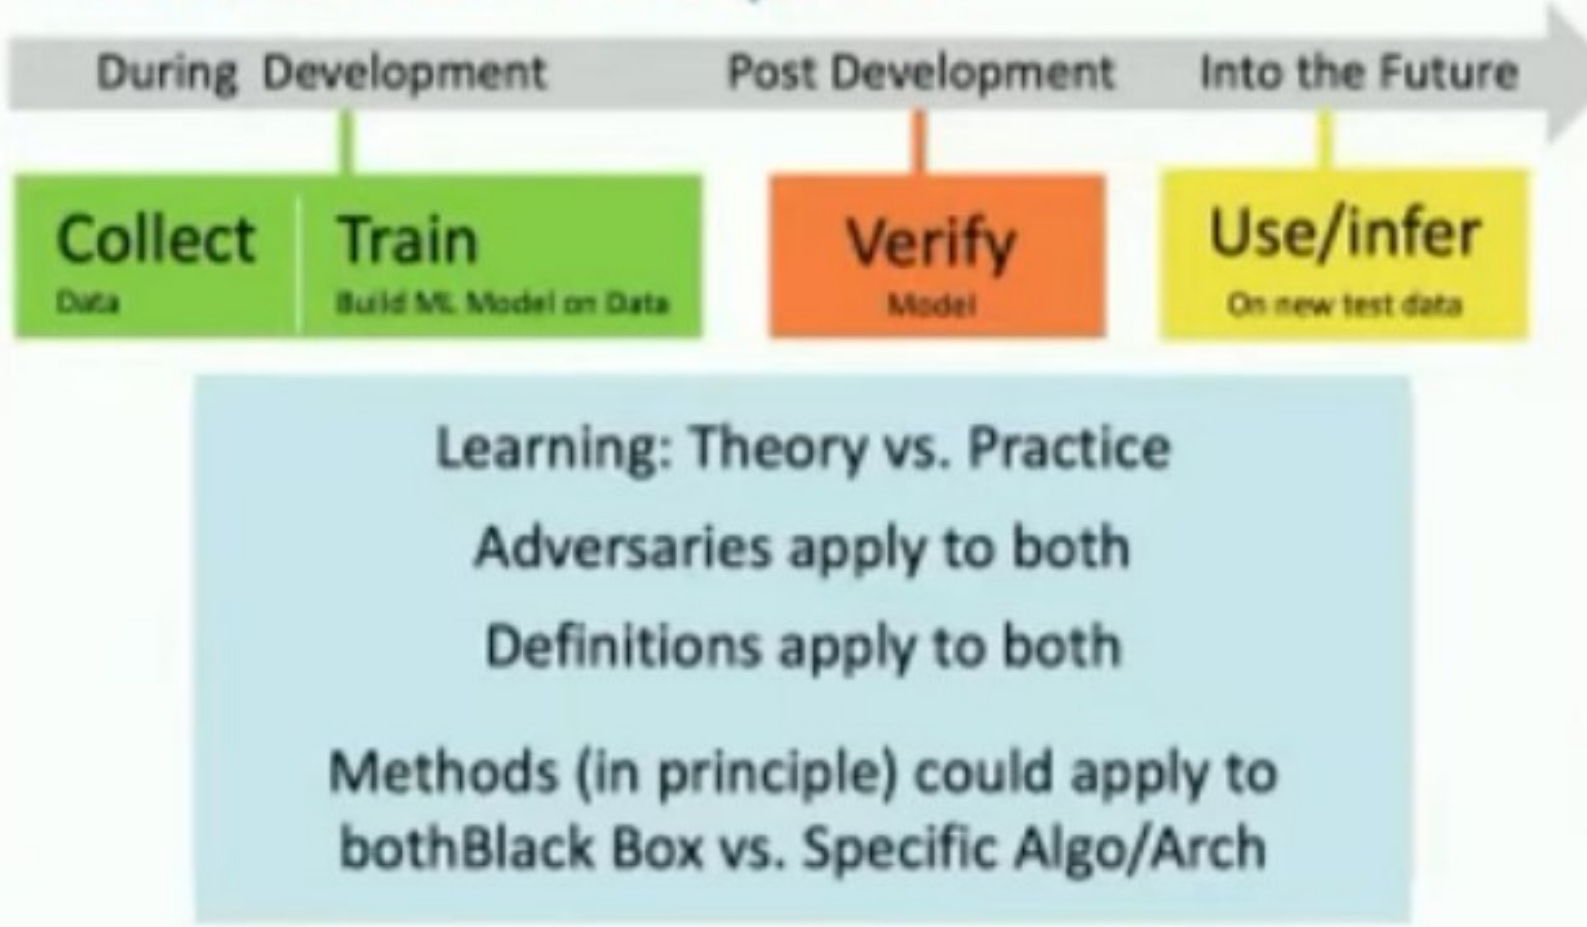 During Development Post Development Into the Future
Collect
Data
Train
Build ML Model on Data
Verify
Model
Use/infer
On new test data
Learning: Theory vs. Practice
Adversaries apply to both
Definitions apply to both
Methods (in principle) could apply to
bothBlack Box vs. Specific Algo/Arch